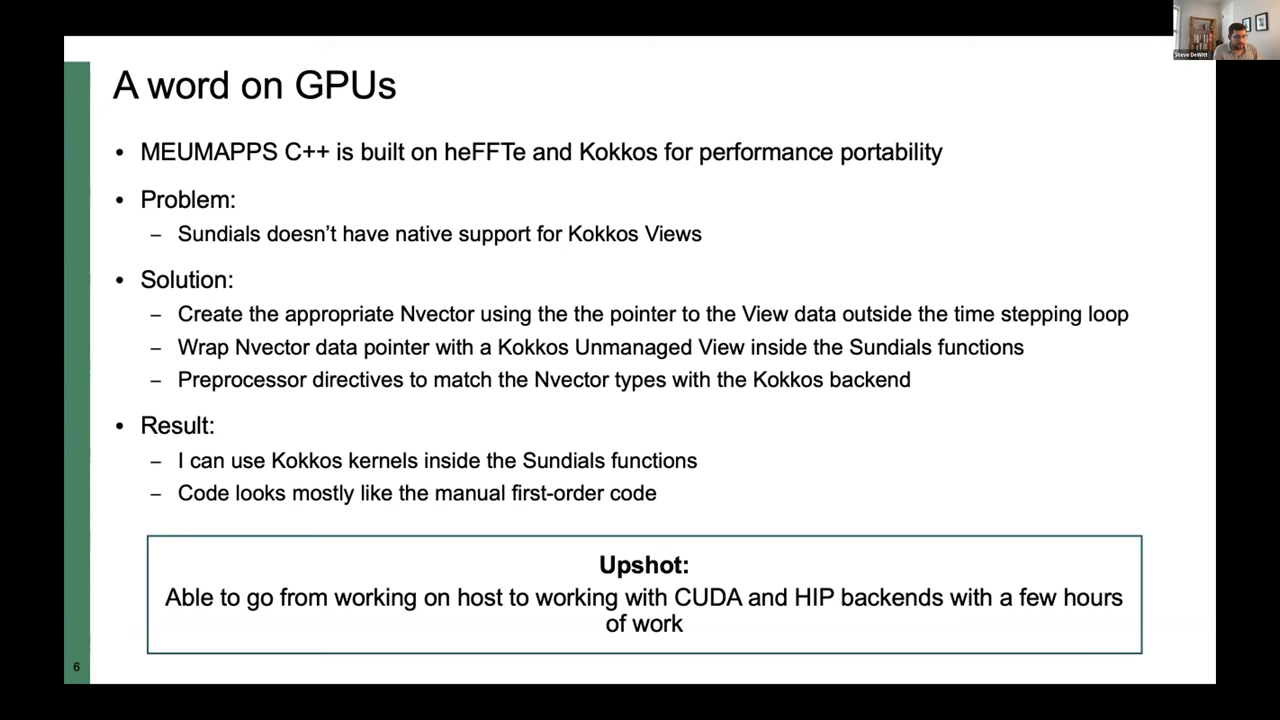 Steve DeWitt
A word on GPUs
• MEUMAPPS C++ is built on heFFTe and Kokkos for performance portability
• Problem:
– Sundials doesn't have native support for Kokkos Views
• Solution:
– Create the appropriate Nvector using the the pointer to the View data outside the time stepping loop
– Wrap Nvector data pointer with a Kokkos Unmanaged View inside the Sundials functions
– Preprocessor directives to match the Nvector types with the Kokkos backend
• Result:
– I can use Kokkos kernels inside the Sundials functions
– Code looks mostly like the manual first-order code
Upshot:
Able to go from working on host to working with CUDA and HIP backends with a few hours
of work
6